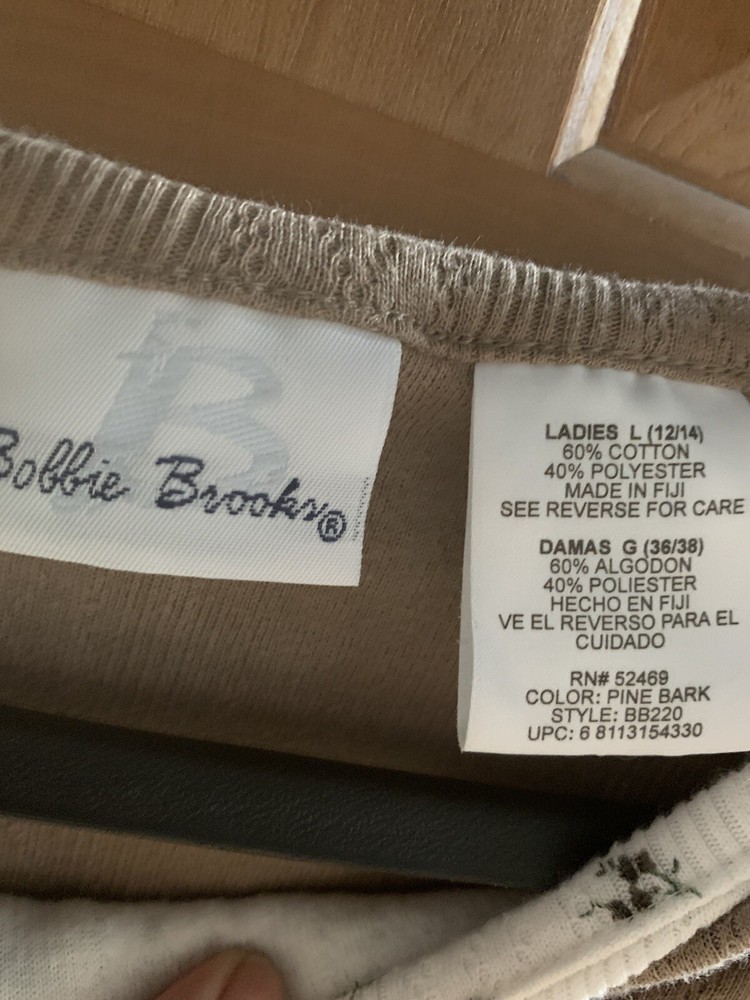 B
Bobbie Brooks®
LADIES L (12/14)
60% COTTON
40% POLYESTER
MADE IN FIJI
SEE REVERSE FOR CARE
DAMAS G (36/38)
60% ALGODON
40% POLIESTER
HECHO EN FIJI
VE EL REVERSO PARA EL
CUIDADO
RN# 52469
COLOR: PINE BARK
STYLE: BB220
UPC: 6 8113154330